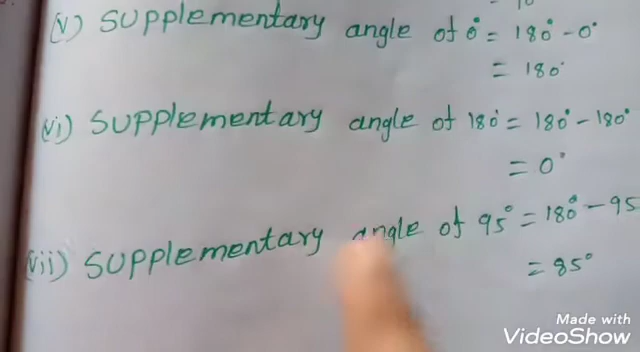 (v) Supplementary angle of 0° = 180° - 0°
= 180°
(vi) Supplementary angle of 180° = 180° - 180°
= 0°
(vii) Supplementary angle of 95° = 180° - 95
= 85°
Made with
VideoShow